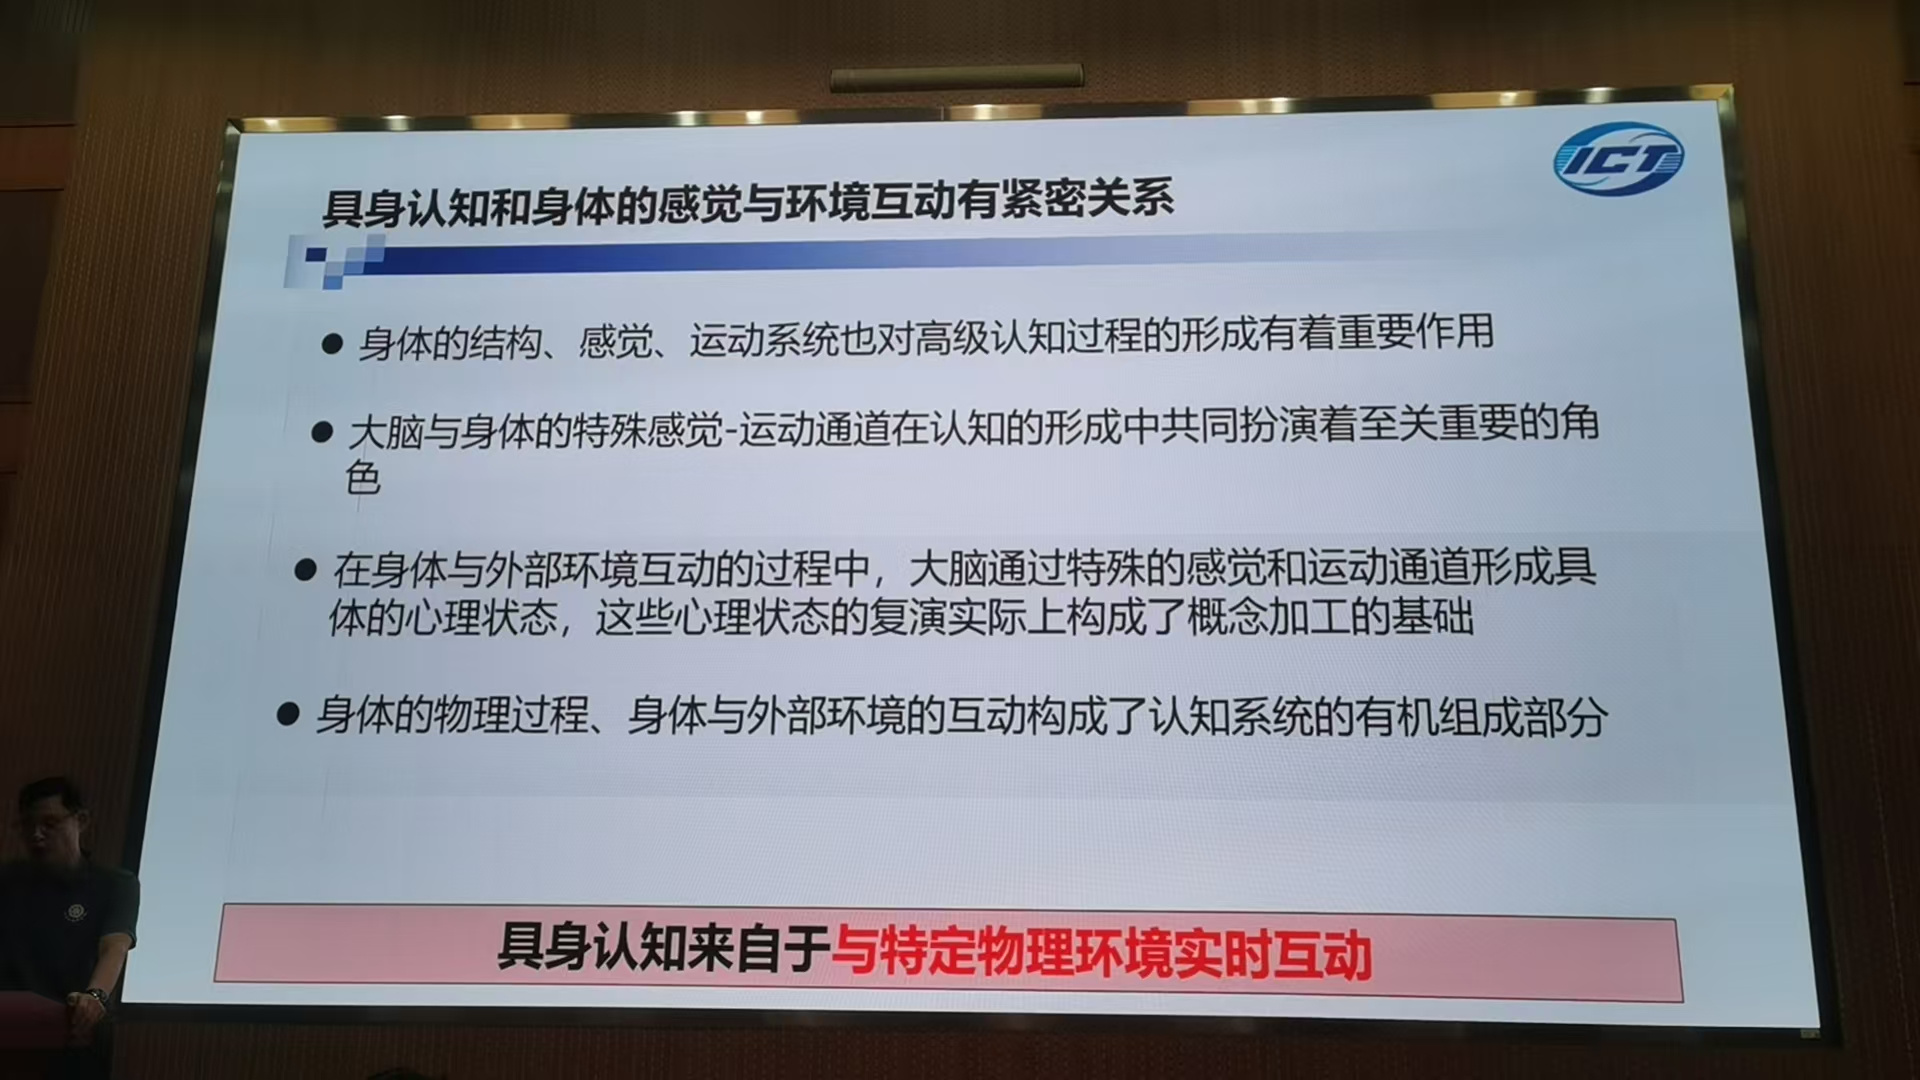 ICT
具身认知和身体的感觉与环境互动有紧密关系
● 身体的结构、感觉、运动系统也对高级认知过程的形成有着重要作用
● 大脑与身体的特殊感觉-运动通道在认知的形成中共同扮演着至关重要的角
色
● 在身体与外部环境互动的过程中，大脑通过特殊的感觉和运动通道形成具
体的心理状态，这些心理状态的复演实际上构成了概念加工的基础
● 身体的物理过程、身体与外部环境的互动构成了认知系统的有机组成部分
具身认知来自于与特定物理环境实时互动